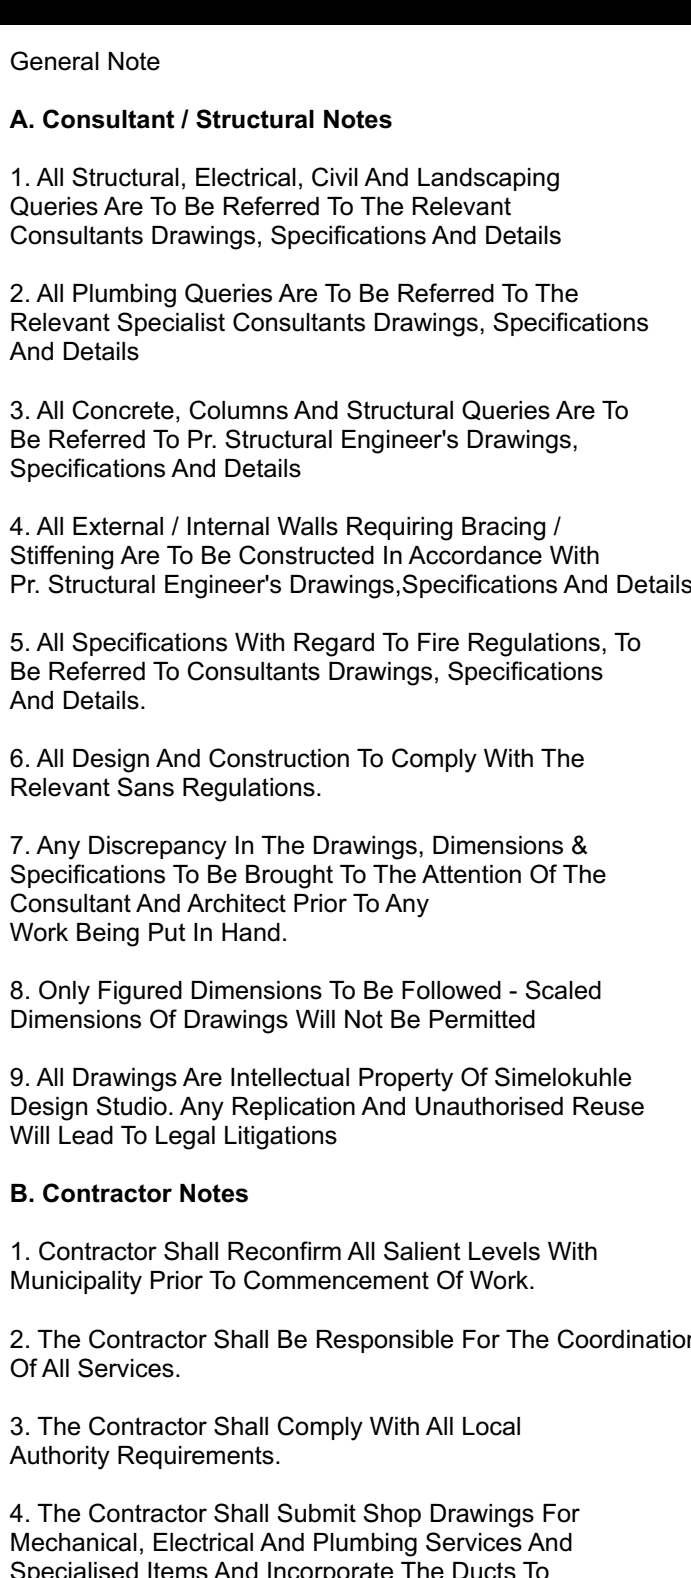 General Note
A. Consultant / Structural Notes
1. All Structural, Electrical, Civil And Landscaping
Queries Are To Be Referred To The Relevant
Consultants Drawings, Specifications And Details
2. All Plumbing Queries Are To Be Referred To The
Relevant Specialist Consultants Drawings, Specifications
And Details
3. All Concrete, Columns And Structural Queries Are To
Be Referred To Pr. Structural Engineer's Drawings,
Specifications And Details
4. All External / Internal Walls Requiring Bracing /
Stiffening Are To Be Constructed In Accordance With
Pr. Structural Engineer's Drawings,Specifications And Details
5. All Specifications With Regard To Fire Regulations, To
Be Referred To Consultants Drawings, Specifications
And Details.
6. All Design And Construction To Comply With The
Relevant Sans Regulations.
7. Any Discrepancy In The Drawings, Dimensions &
Specifications To Be Brought To The Attention Of The
Consultant And Architect Prior To Any
Work Being Put In Hand.
8. Only Figured Dimensions To Be Followed - Scaled
Dimensions Of Drawings Will Not Be Permitted
9. All Drawings Are Intellectual Property Of Simelokuhle
Design Studio. Any Replication And Unauthorised Reuse
Will Lead To Legal Litigations
B. Contractor Notes
1. Contractor Shall Reconfirm All Salient Levels With
Municipality Prior To Commencement Of Work.
2. The Contractor Shall Be Responsible For The Coordination
Of All Services.
3. The Contractor Shall Comply With All Local
Authority Requirements.
4. The Contractor Shall Submit Shop Drawings For
Mechanical, Electrical And Plumbing Services And
Specialised Items And Incorporate The Ducts To